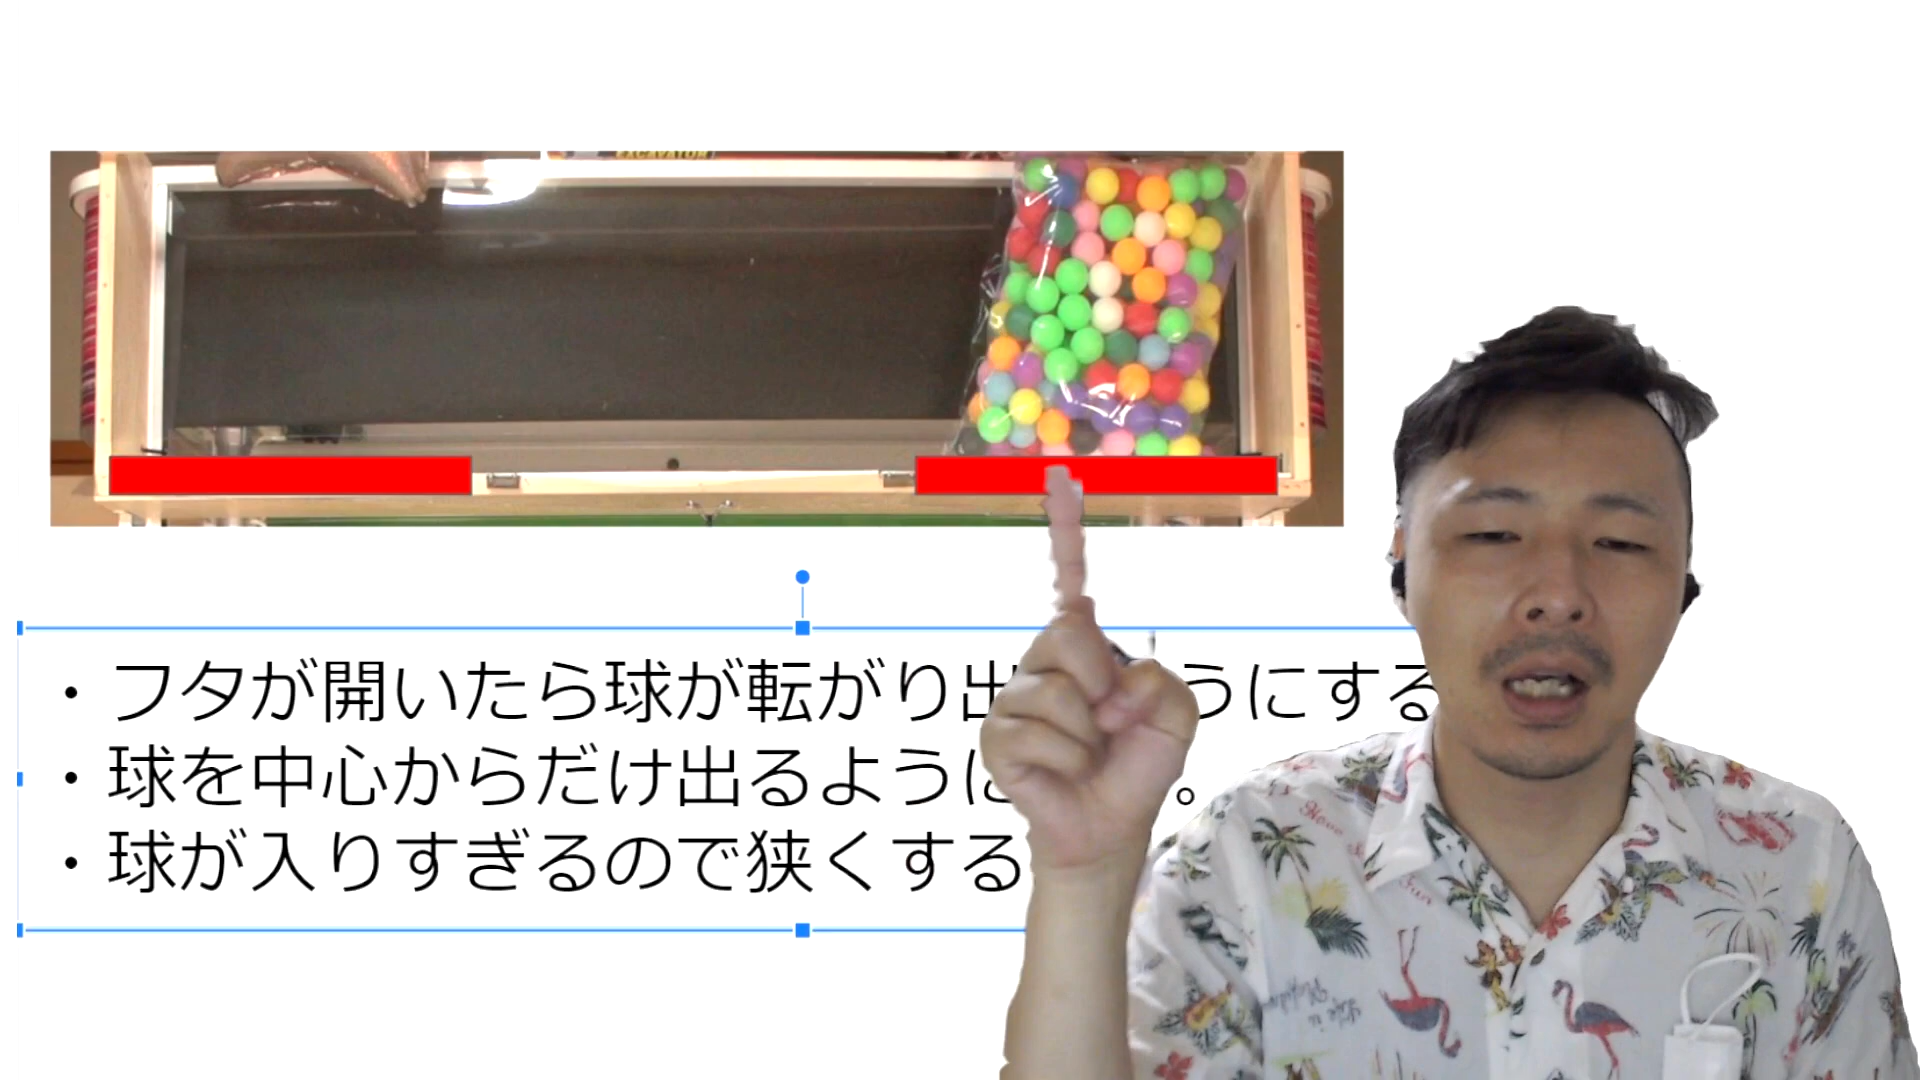 EXCAVATOR
・フタが開いたら球が転がり出 うにする
・球を中心からだけ出るように 。
・球が入りすぎるので狭くする